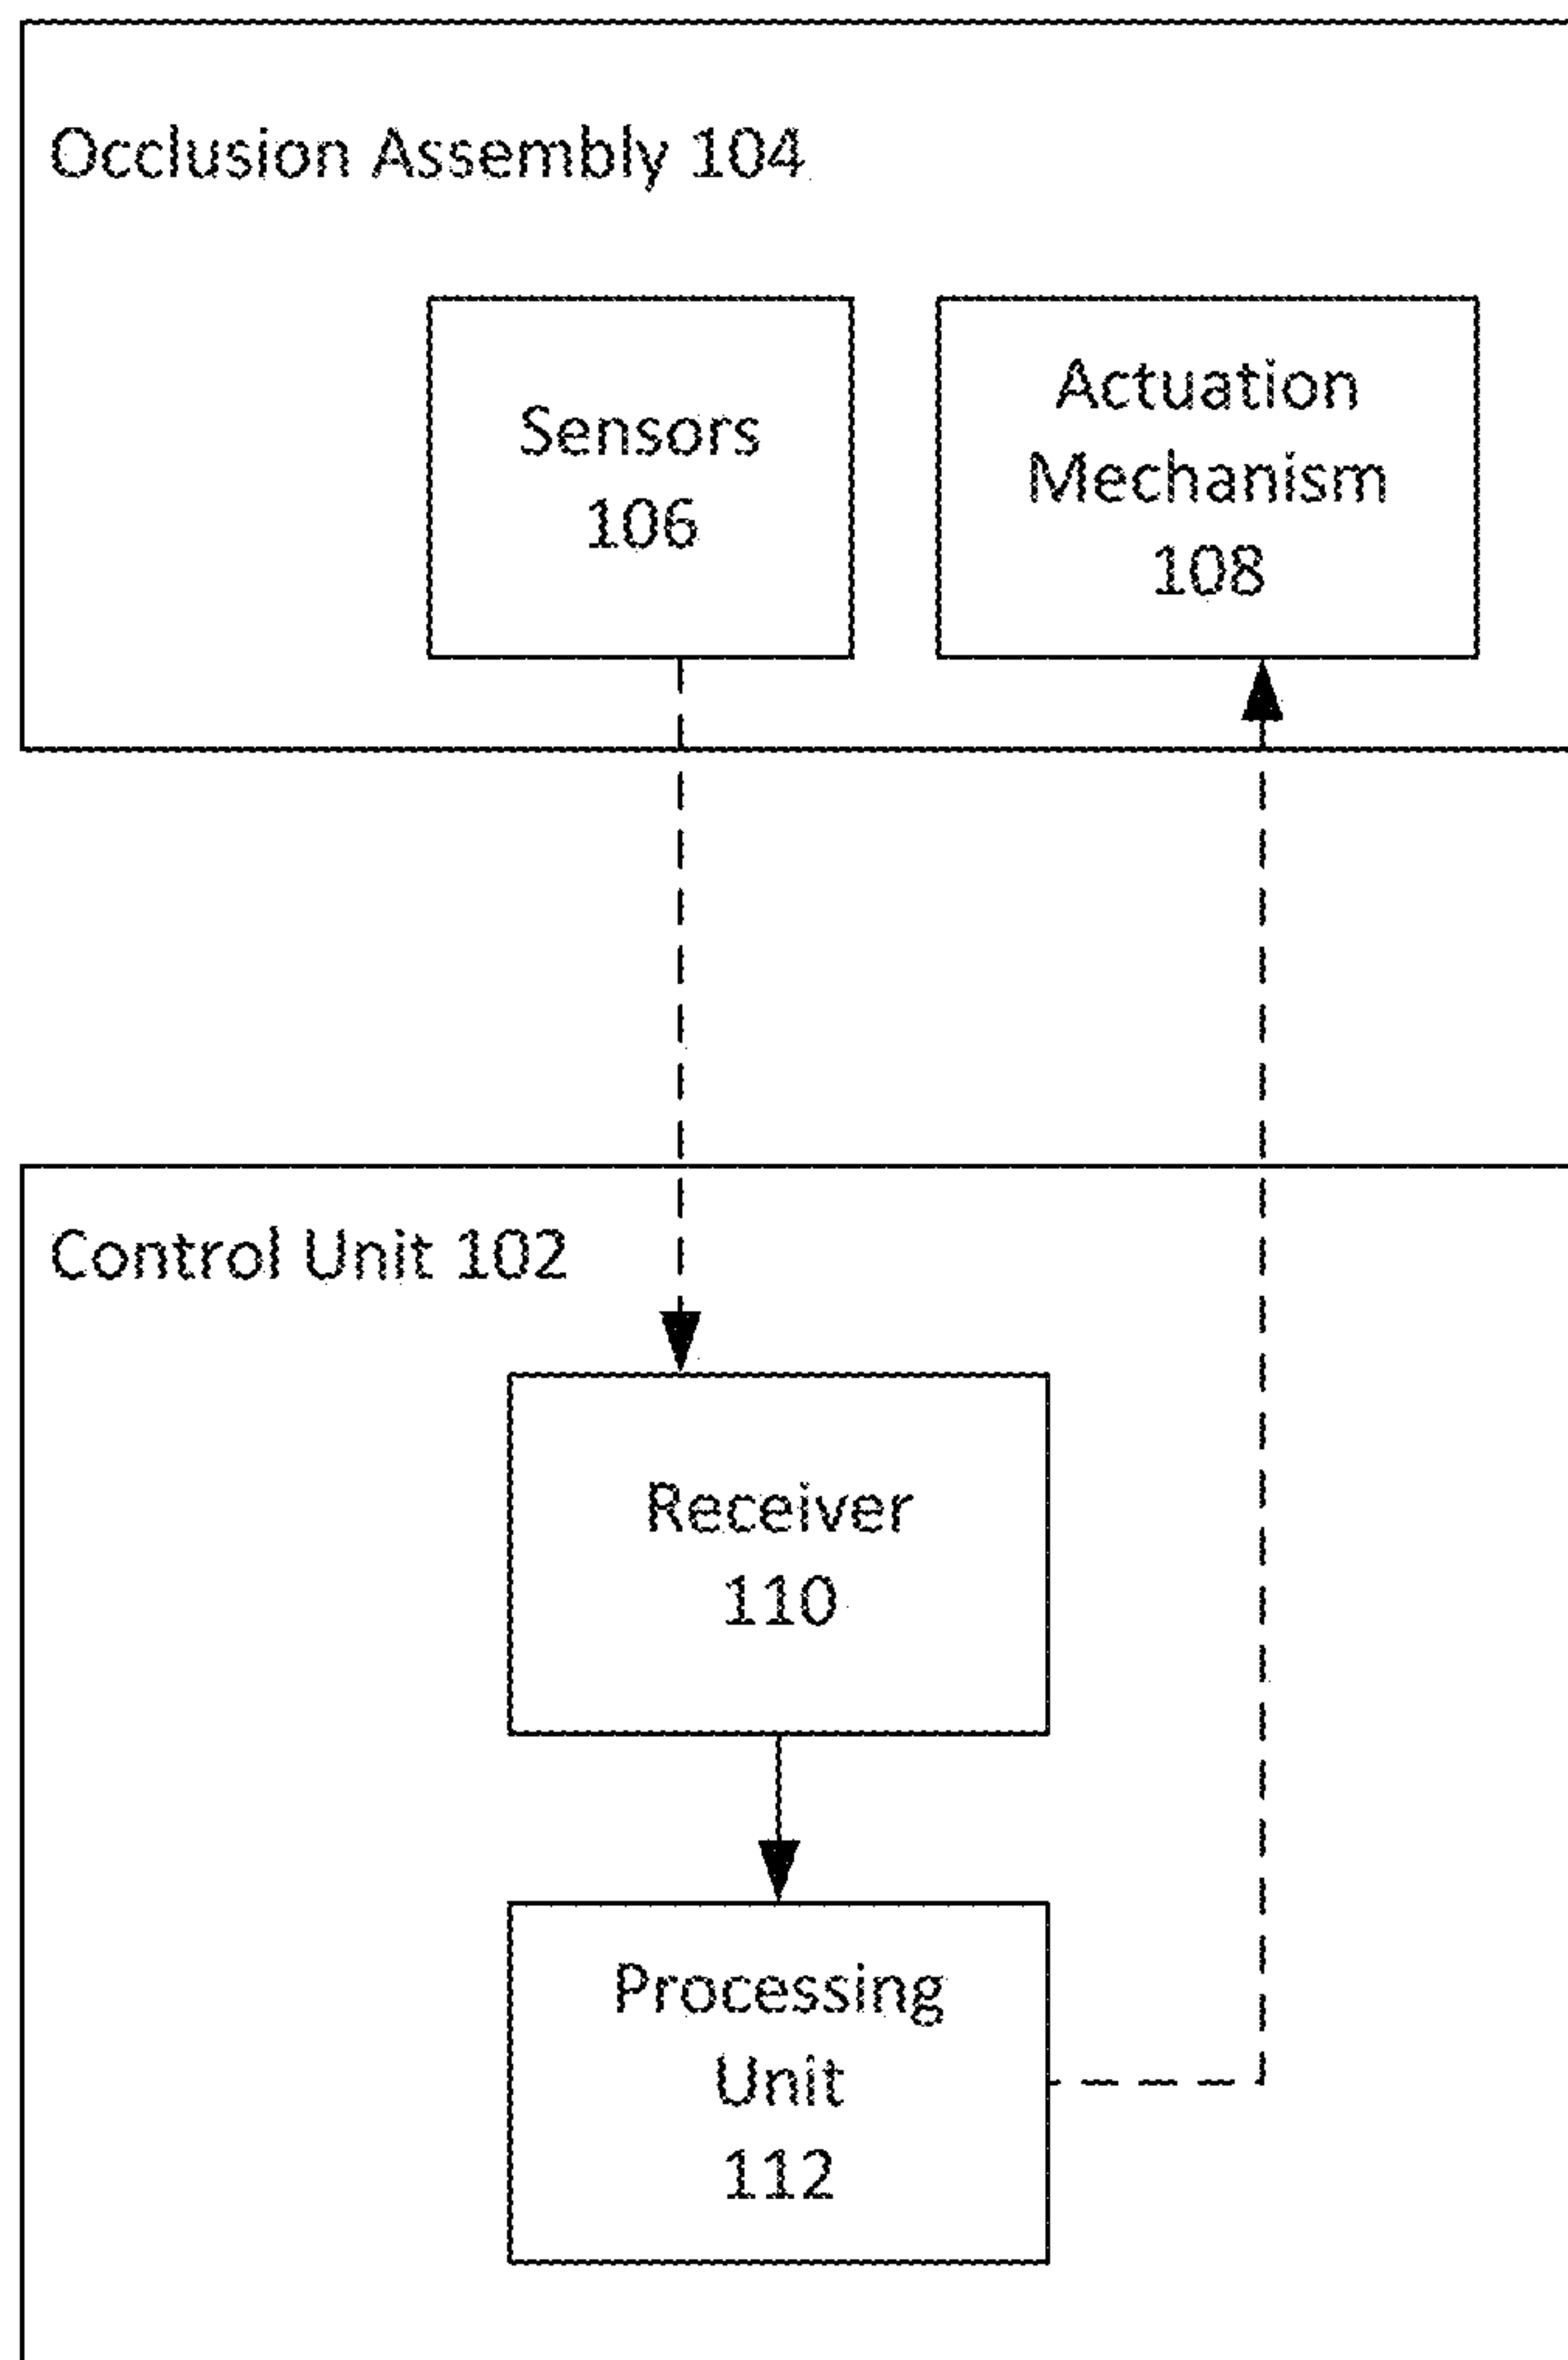 Occlusion Assembly 104
Sensors
106
Actuation
Mechanism
108
Control Unit 102
Receiver
110
Processing
Unit
112